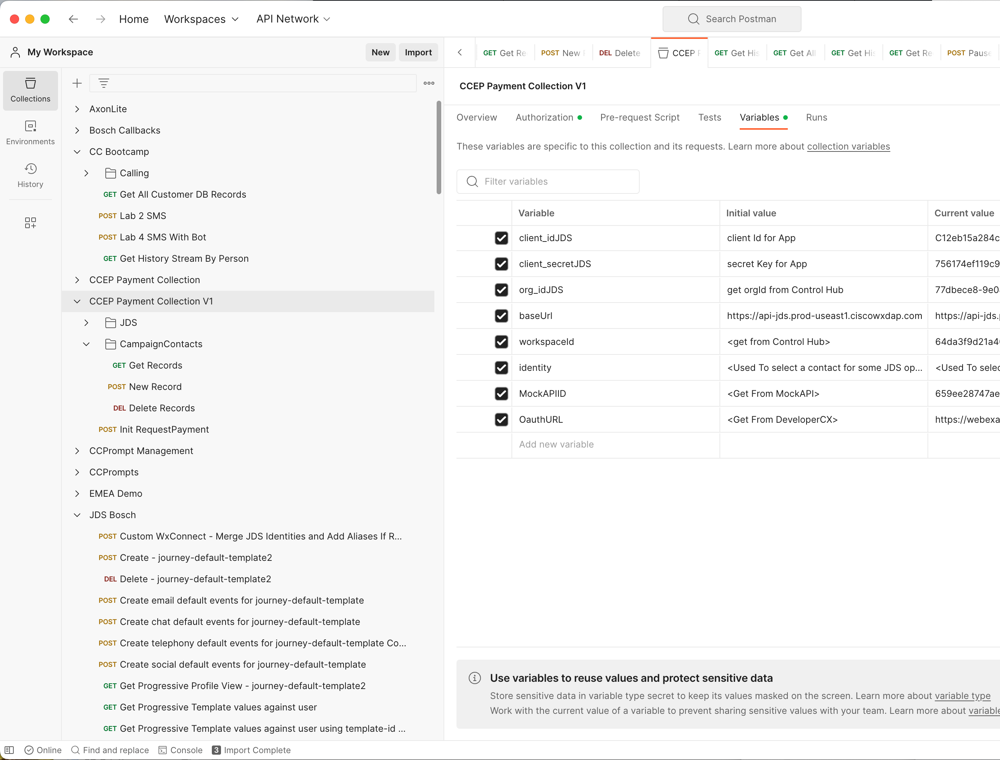 Home
Workspaces
API Network
Search Postman
My Workspace
New
Import
GET Get Re
POST New
DEL Delete
CCEP
GET Get His
GET Get All
GET Get His
GET Get Re
POST Pause
Collections
Environments
History
AxonLite
Bosch Callbacks
CC Bootcamp
Calling
GET Get All Customer DB Records
POST Lab 2 SMS
POST Lab 4 SMS With Bot
GET Get History Stream By Person
CCEP Payment Collection
CCEP Payment Collection V1
JDS
CampaignContacts
GET Get Records
POST New Record
DEL Delete Records
POST Init RequestPayment
CCPrompt Management
CCPrompts
EMEA Demo
JDS Bosch
POST Custom WxConnect - Merge JDS Identities and Add Aliases If R...
POST Create - journey-default-template2
DEL Delete - journey-default-template2
POST Create email default events for journey-default-template
POST Create chat default events for journey-default-template
POST Create telephony default events for journey-default-template Co...
POST Create social default events for journey-default-template
GET Get Progressive Profile View - journey-default-template2
GET Get Progressive Template values against user
GET Get Progressive Template values against user using template-id ...
CCEP Payment Collection V1
Overview
Authorization
Pre-request Script
Tests
Variables
Runs
These variables are specific to this collection and its requests. Learn more about collection variables
Filter variables
Variable Initial value Current value
client_idJDS client Id for App C12eb15a284c
client_secretJDS secret Key for App 756174ef119c9
org_idJDS get orgId from Control Hub 77dbece8-9e0
baseUrl https://api-jds.prod-useast1.ciscowxdap.com https://api-jds.
workspaceId <get from Control Hub> 64da3f9d21a4
identity <Used To select a contact for some JDS op... <Used To selec
MockAPIID <Get From MockAPI> 659ee28747ae
OauthURL <Get From DeveloperCX> https://webexa
Add new variable
Use variables to reuse values and protect sensitive data
Store sensitive data in variable type secret to keep its values masked on the screen. Learn more about variable type
Work with the current value of a variable to prevent sharing sensitive values with your team. Learn more about variable
Online
Find and replace
Console
3 Import Complete